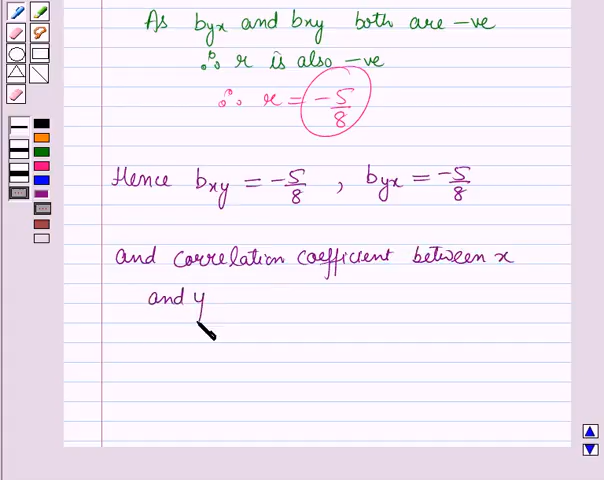 As byx and bxy both are -ve
∴ r is also -ve
∴ r = -5/8
Hence bxy = -5/8 , byx = -5/8
and correlation coefficient between x
and y